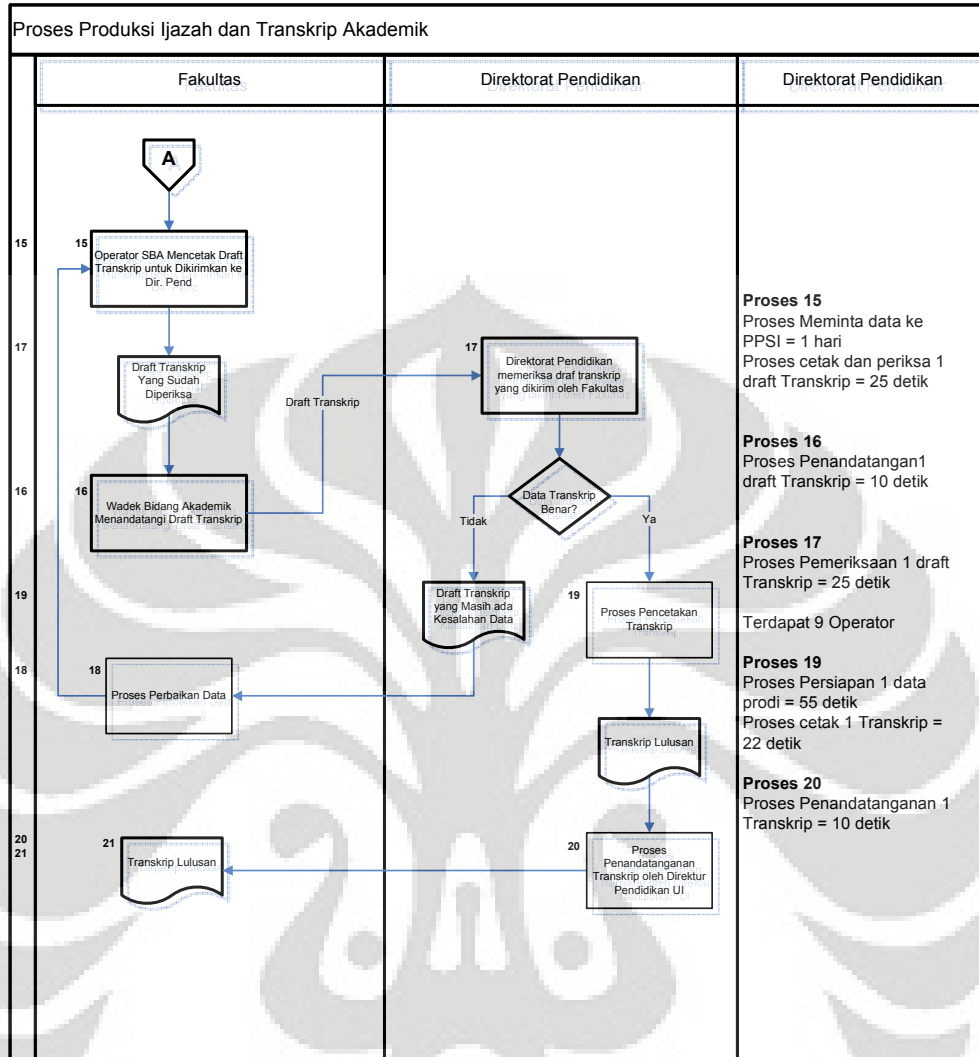 Proses Produksi Ijazah dan Transkrip Akademik
Fakultas
Direktorat Pendidikan
Direktorat Pendidikan
A
15
15
Operator SBA Mencetak Draft
Transkrip untuk Dikirimkan ke
Dir. Pend
17
Draft Transkrip
Yang Sudah
Diperiksa
Draft Transkrip
17
Direktorat Pendidikan
memeriksa draf transkrip
yang dikirim oleh Fakultas
16
16
Wadek Bidang Akademik
Menandatangi Draft Transkrip
Data Transkrip
Benar?
Tidak
Ya
19
Draft Transkrip
yang Masih ada
Kesalahan Data
19
Proses Pencetakan
Transkrip
18
18
Proses Perbaikan Data
Transkrip Lulusan
20
21
21
Transkrip Lulusan
20
Proses
Penandatanganan
Transkrip oleh Direktur
Pendidikan UI
Proses 15
Proses Meminta data ke
PPSI = 1 hari
Proses cetak dan periksa 1
draft Transkrip = 25 detik
Proses 16
Proses Penandatangan1
draft Transkrip = 10 detik
Proses 17
Proses Pemeriksaan 1 draft
Transkrip = 25 detik
Terdapat 9 Operator
Proses 19
Proses Persiapan 1 data
prodi = 55 detik
Proses cetak 1 Transkrip =
22 detik
Proses 20
Proses Penandatanganan 1
Transkrip = 10 detik